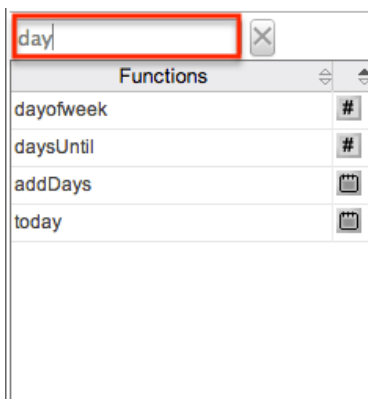 day
Functions
dayofweek #
daysUntil #
addDays
today